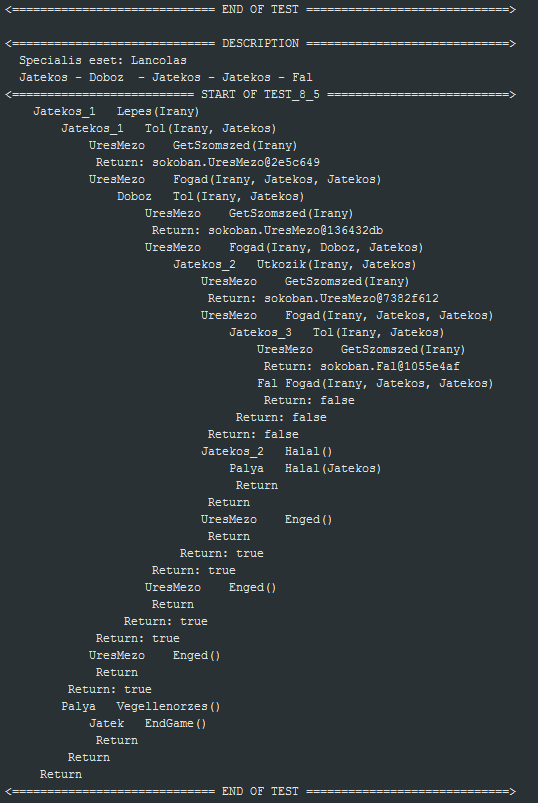 <============================= END OF TEST =============================>
<============================= DESCRIPTION =============================>
Specialis eset: Lancolas
Jatekos - Doboz  - Jatekos - Jatekos - Fal
<========================== START OF TEST_8_5 ==========================>
    Jatekos_1   Lepes(Irany)
        Jatekos_1   Tol(Irany, Jatekos)
            UresMezo    GetSzomszed(Irany)
             Return: sokoban.UresMezo@2e5c649
            UresMezo    Fogad(Irany, Jatekos, Jatekos)
                Doboz   Tol(Irany, Jatekos)
                    UresMezo    GetSzomszed(Irany)
                     Return: sokoban.UresMezo@136432db
                    UresMezo    Fogad(Irany, Doboz, Jatekos)
                        Jatekos_2   Utkozik(Irany, Jatekos)
                            UresMezo    GetSzomszed(Irany)
                             Return: sokoban.UresMezo@7382f612
                            UresMezo    Fogad(Irany, Jatekos, Jatekos)
                                Jatekos_3   Tol(Irany, Jatekos)
                                    UresMezo    GetSzomszed(Irany)
                                     Return: sokoban.Fal@1055e4af
                                    Fal Fogad(Irany, Jatekos, Jatekos)
                                     Return: false
                                 Return: false
                             Return: false
                            Jatekos_2   Halal()
                                Palya   Halal(Jatekos)
                                 Return
                             Return
                            UresMezo    Enged()
                             Return
                         Return: true
                     Return: true
                    UresMezo    Enged()
                     Return
                 Return: true
             Return: true
            UresMezo    Enged()
             Return
         Return: true
        Palya   Vegellenorzes()
            Jatek   EndGame()
             Return
         Return
     Return
<============================= END OF TEST =============================>